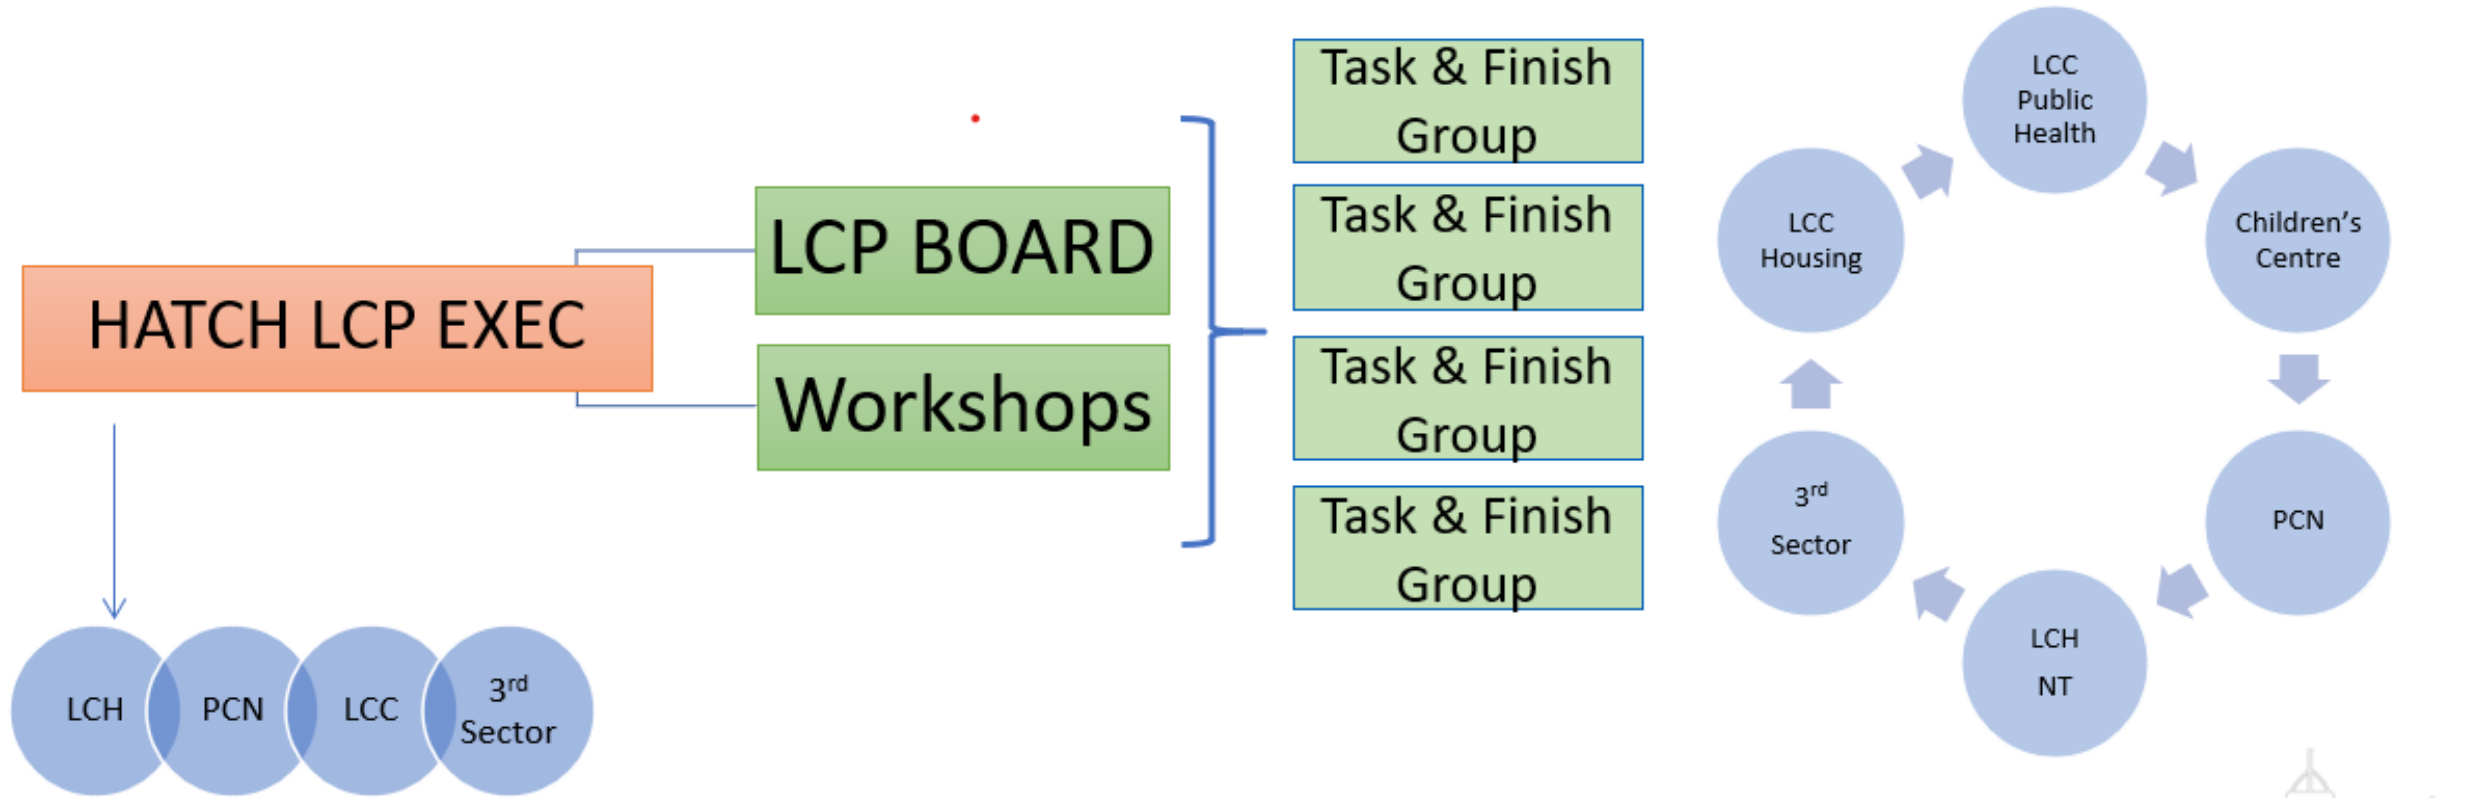 HATCH LCP EXEC
LCP BOARD
Workshops
Task & Finish
Group
Task & Finish
Group
Task & Finish
Group
Task & Finish
Group
LCH
PCN
LCC
3rd
Sector
LCC
Public
Health
Children’s
Centre
PCN
LCH
NT
3rd
Sector
LCC
Housing